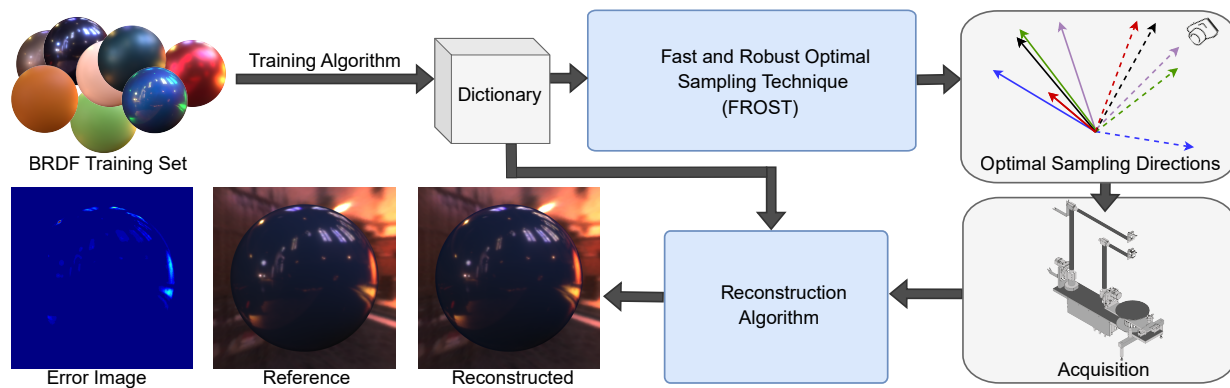 Training Algorithm
Dictionary
Fast and Robust Optimal
Sampling Technique
(FROST)
BRDF Training Set
Optimal Sampling Directions
Reconstruction
Algorithm
Error Image
Reference
Reconstructed
Acquisition